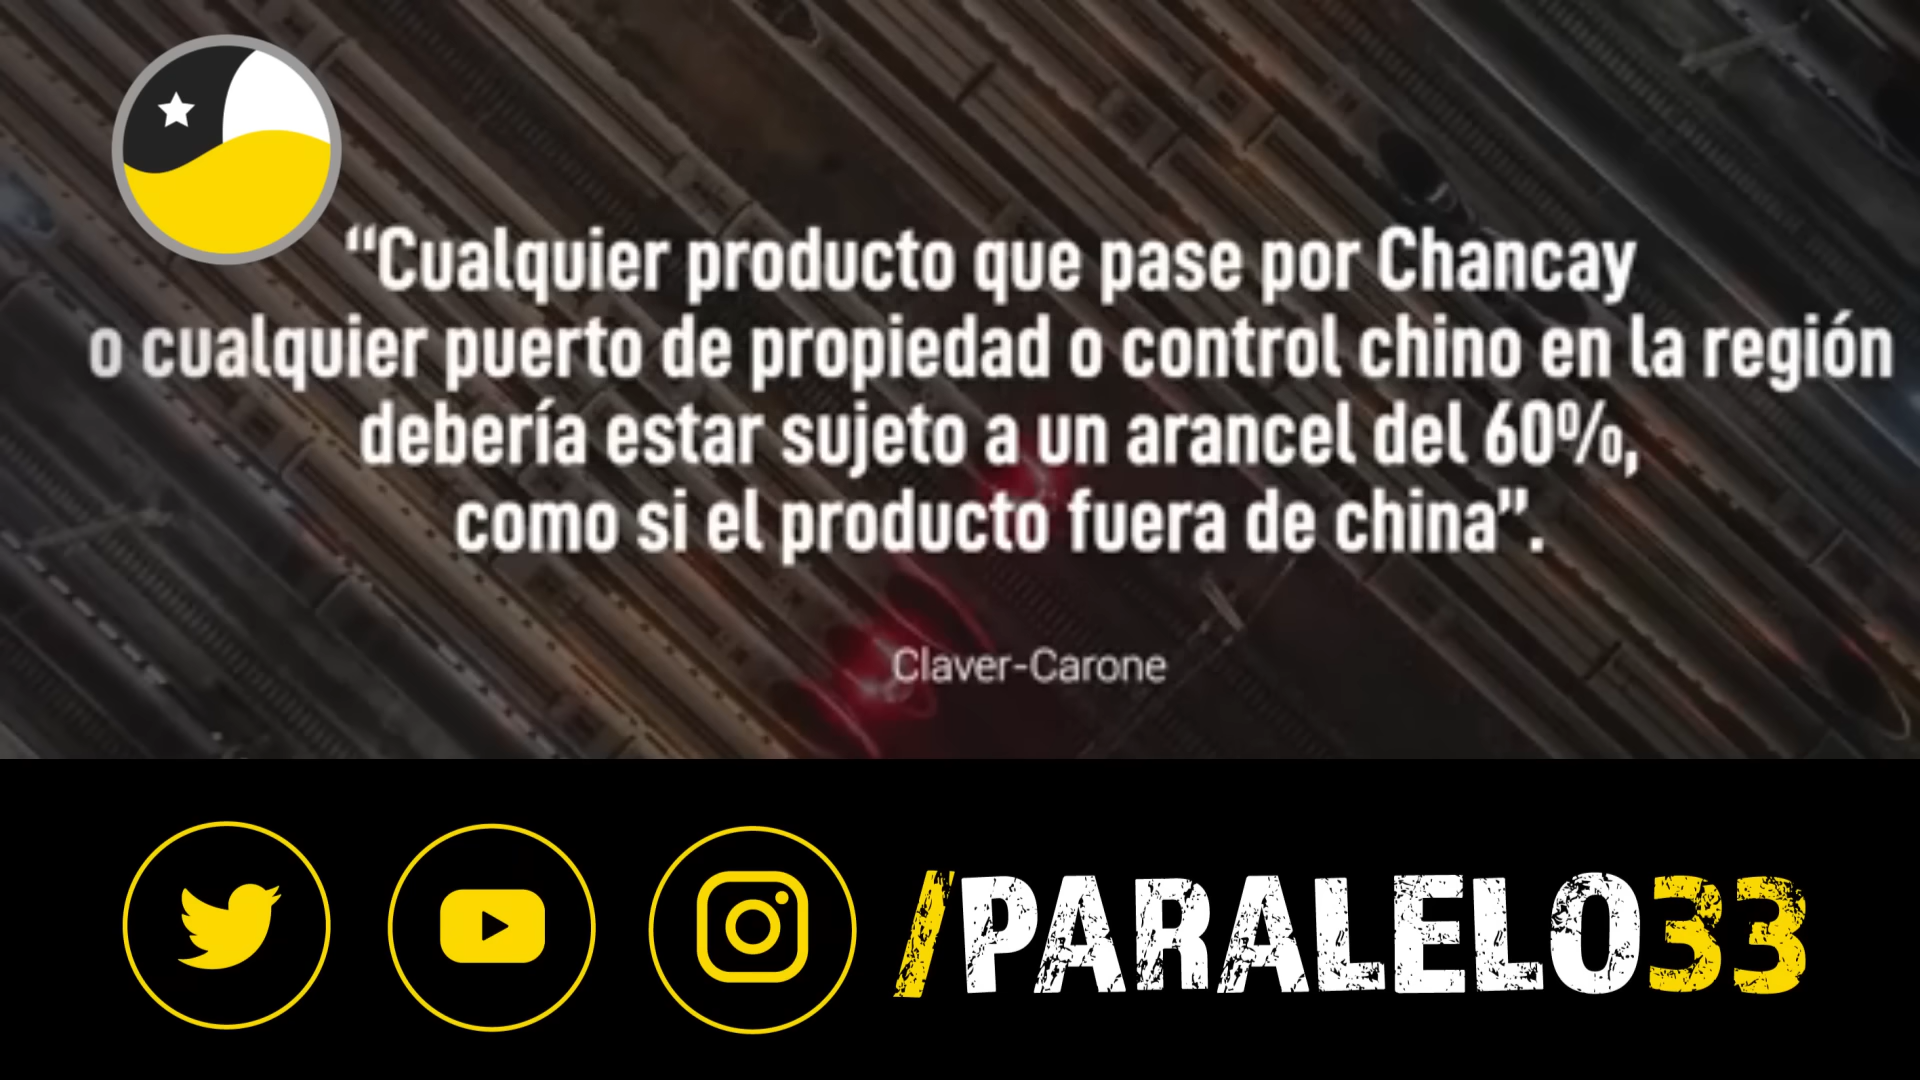 “Cualquier producto que pase por Chancay
o cualquier puerto de propiedad o control chino en la región
debería estar sujeto a un arancel del 60%,
como si el producto fuera de china”.
Claver-Carone
/PARALELO33